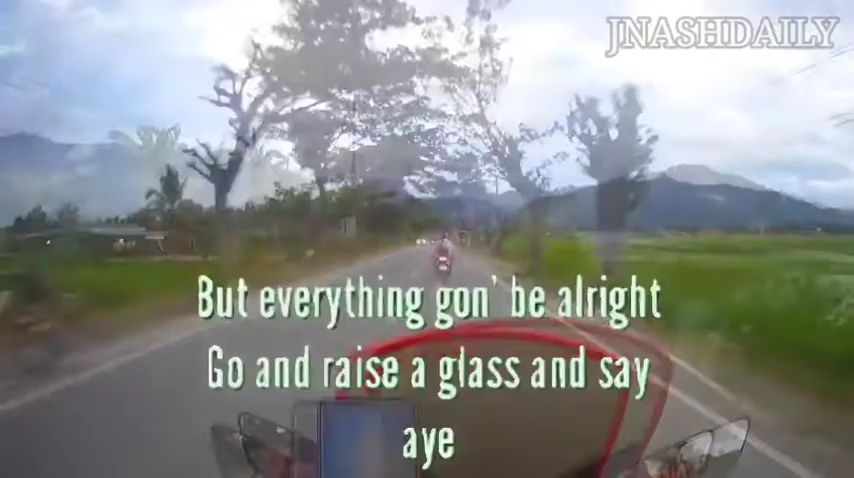 JNASHDAILY
But everything gon' be alright
Go and raise a glass and say
aye